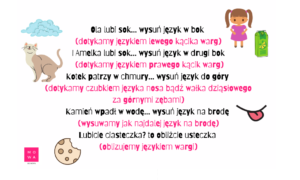 Ola lubi sok... wysuń język w bok
(dotykamy językiem lewego kącika warg)
I Amelka lubi sok... wysuń język w drugi bok
(dotykamy językiem prawego kącik warg)
Kotek patrzy w chmury... wysuń język do góry
(dotykamy czubkiem języka nosa bądź wałka dziąsłowego
za górnymi zębami)
Kamień wpadł w wodę... wysuń język na brodę
(wysuwamy jak najdalej język na brodę)
Lubicie ciasteczka? to obliżcie usteczka
(oblizujemy językiem wargi)